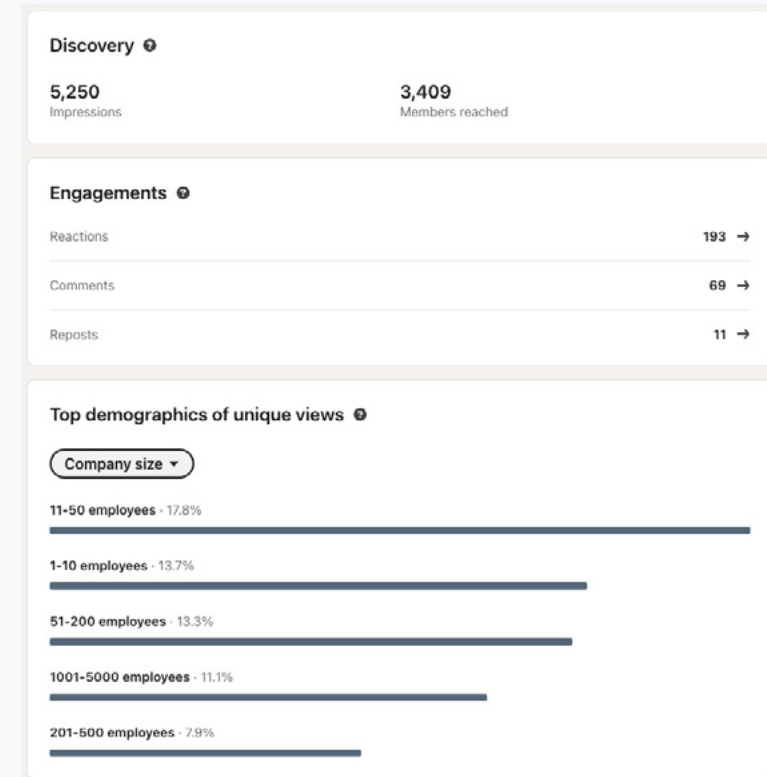 Discovery
5,250 3,409
Impressions Members reached
Engagements
Reactions 193 →
Comments 69 →
Reposts 11 →
Top demographics of unique views
Company size
11-50 employees · 17.8%
1-10 employees · 13.7%
51-200 employees · 13.3%
1001-5000 employees · 11.1%
201-500 employees · 7.9%